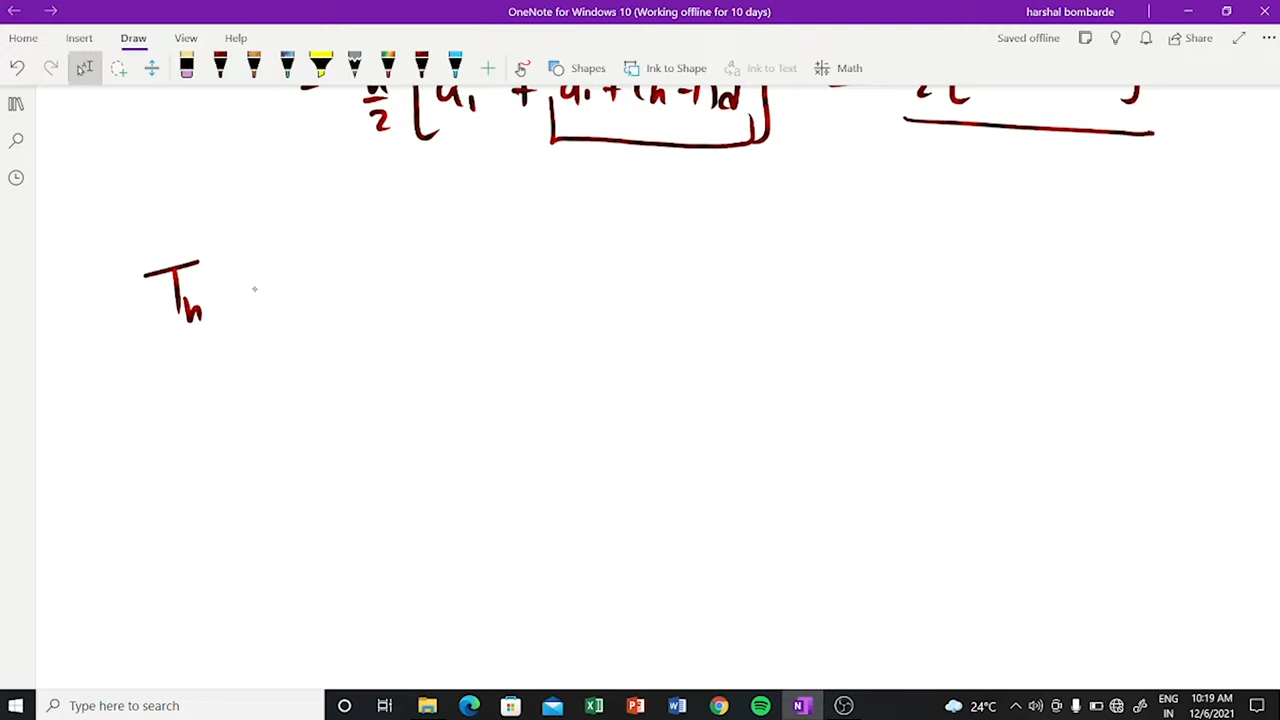 OneNote for Windows 10 (Working offline for 10 days)
harshal bombarde
Home Insert Draw View Help
Saved offline Share
Shapes Ink to Shape Ink to Text Math
= n/2 [a₁ + a₁ + (n-1)d] = 2 [ ]
Tn
Type here to search
24°C ENG IN 10:19 AM 12/6/2021